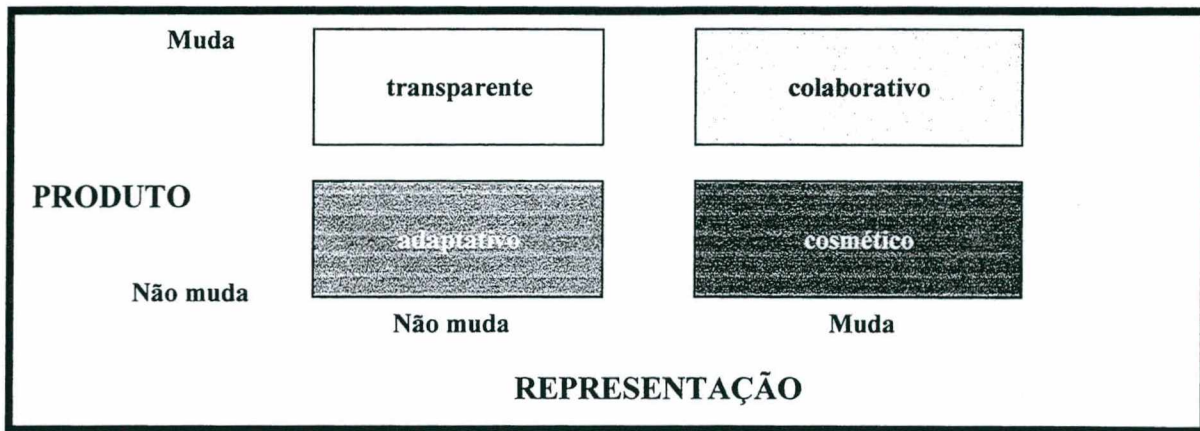 Muda
transparente
colaborativo
PRODUTO
adaptativo
cosmético
Não muda
Não muda
Muda
REPRESENTAÇÃO